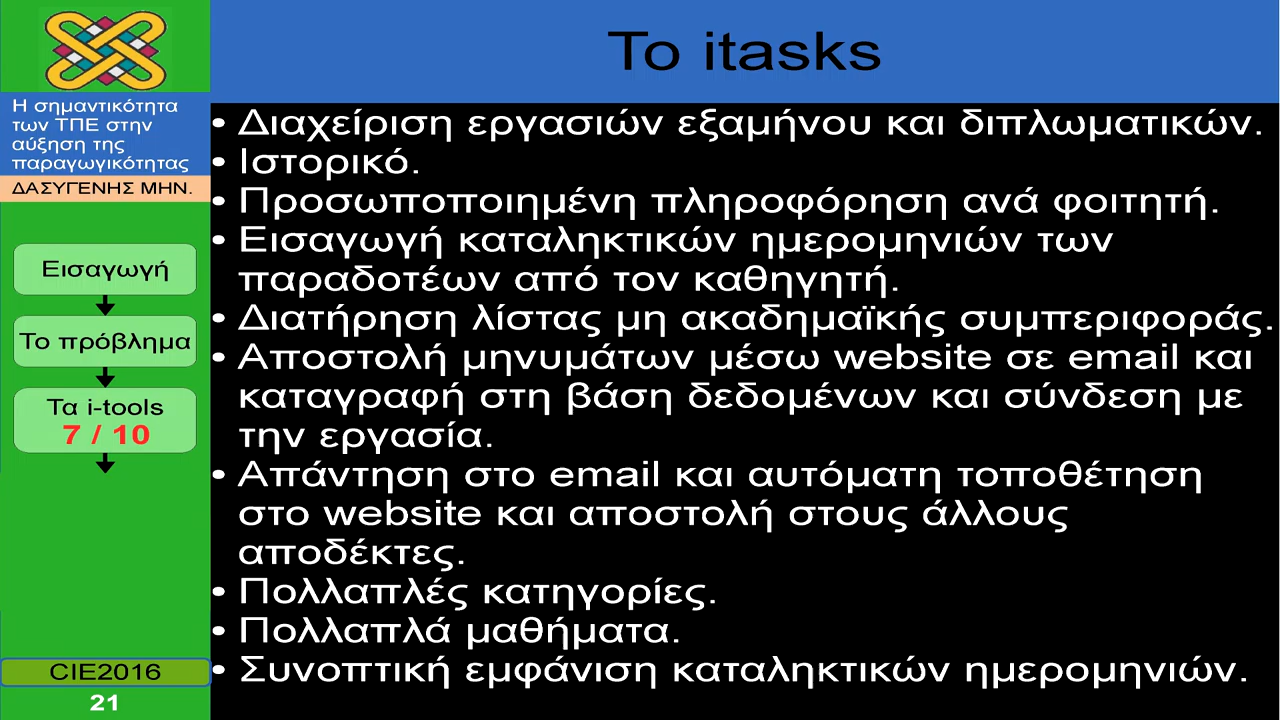 Το itasks
Η σημαντικότητα
των ΤΠΕ στην
αύξηση της
παραγωγικότητας
ΔΑΣΥΓΕΝΗΣ ΜΗΝ.
Εισαγωγή
Το πρόβλημα
Τα i-tools
7 / 10
CIE2016
21
• Διαχείριση εργασιών εξαμήνου και διπλωματικών.
• Ιστορικό.
• Προσωποποιημένη πληροφόρηση ανά φοιτητή.
• Εισαγωγή καταληκτικών ημερομηνιών των
παραδοτέων από τον καθηγητή.
• Διατήρηση λίστας μη ακαδημαϊκής συμπεριφοράς.
• Αποστολή μηνυμάτων μέσω website σε email και
καταγραφή στη βάση δεδομένων και σύνδεση με
την εργασία.
• Απάντηση στο email και αυτόματη τοποθέτηση
στο website και αποστολή στους άλλους
αποδέκτες.
• Πολλαπλές κατηγορίες.
• Πολλαπλά μαθήματα.
• Συνοπτική εμφάνιση καταληκτικών ημερομηνιών.